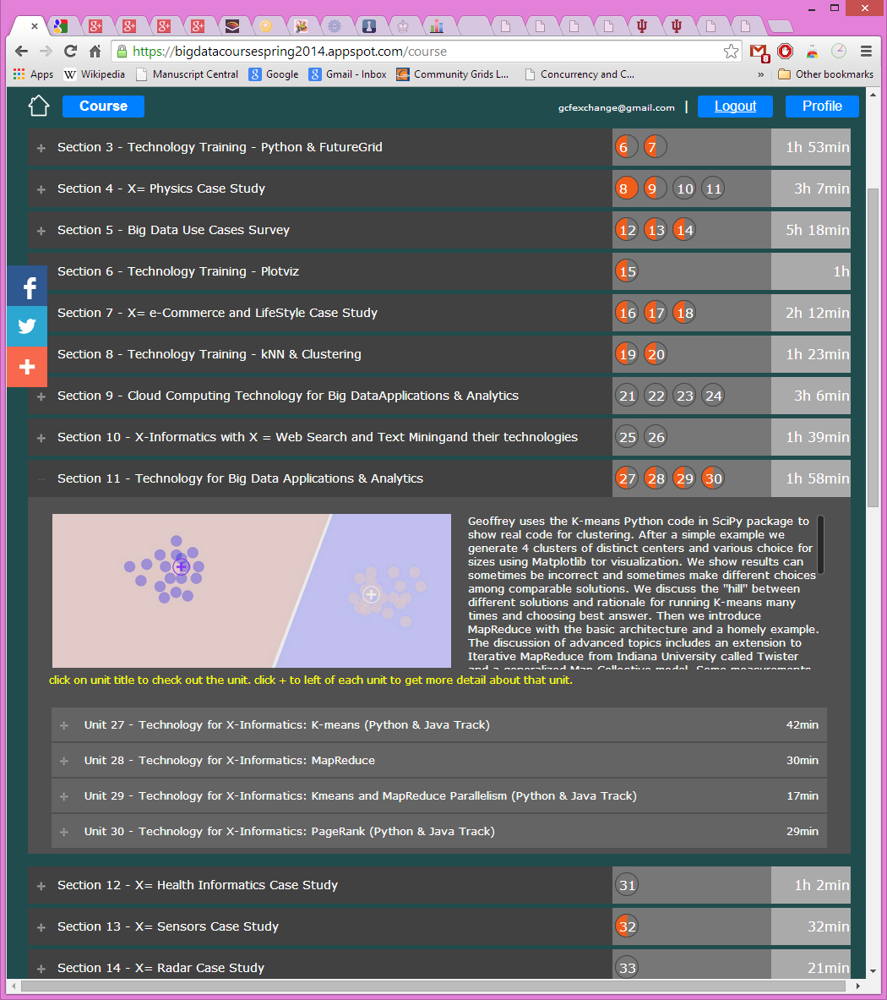 https://bigdatacoursespring2014.appspot.com/course
8
Apps W Wikipedia Manuscript Central 8 Google 8 Gmail - Inbox Community Grids L... Concurrency and C... » Other bookmarks
Course gcfexchange@gmail.com | Logout Profile
+ Section 3 - Technology Training - Python & FutureGrid 6 7 1h 53min
+ Section 4 - X= Physics Case Study 8 9 10 11 3h 7min
+ Section 5 - Big Data Use Cases Survey 12 13 14 5h 18min
Section 6 - Technology Training - Plotviz 15 1h
Section 7 - X= e-Commerce and LifeStyle Case Study 16 17 18 2h 12min
Section 8 - Technology Training - kNN & Clustering 19 20 1h 23min
+ Section 9 - Cloud Computing Technology for Big DataApplications & Analytics 21 22 23 24 3h 6min
+ Section 10 - X-Informatics with X = Web Search and Text Miningand their technologies 25 26 1h 39min
Section 11 - Technology for Big Data Applications & Analytics 27 28 29 30 1h 58min
Geoffrey uses the K-means Python code in SciPy package to
show real code for clustering. After a simple example we
generate 4 clusters of distinct centers and various choice for
sizes using Matplotlib tor visualization. We show results can
sometimes be incorrect and sometimes make different choices
among comparable solutions. We discuss the "hill" between
different solutions and rationale for running K-means many
times and choosing best answer. Then we introduce
MapReduce with the basic architecture and a homely example.
The discussion of advanced topics includes an extension to
Iterative MapReduce from Indiana University called Twister
and a generalized Map Collective model. Some measurements
click on unit title to check out the unit. click + to left of each unit to get more detail about that unit.
+ Unit 27 - Technology for X-Informatics: K-means (Python & Java Track) 42min
+ Unit 28 - Technology for X-Informatics: MapReduce 30min
+ Unit 29 - Technology for X-Informatics: Kmeans and MapReduce Parallelism (Python & Java Track) 17min
+ Unit 30 - Technology for X-Informatics: PageRank (Python & Java Track) 29min
+ Section 12 - X= Health Informatics Case Study 31 1h 2min
+ Section 13 - X= Sensors Case Study 32 32min
+ Section 14 - X= Radar Case Study 33 21min